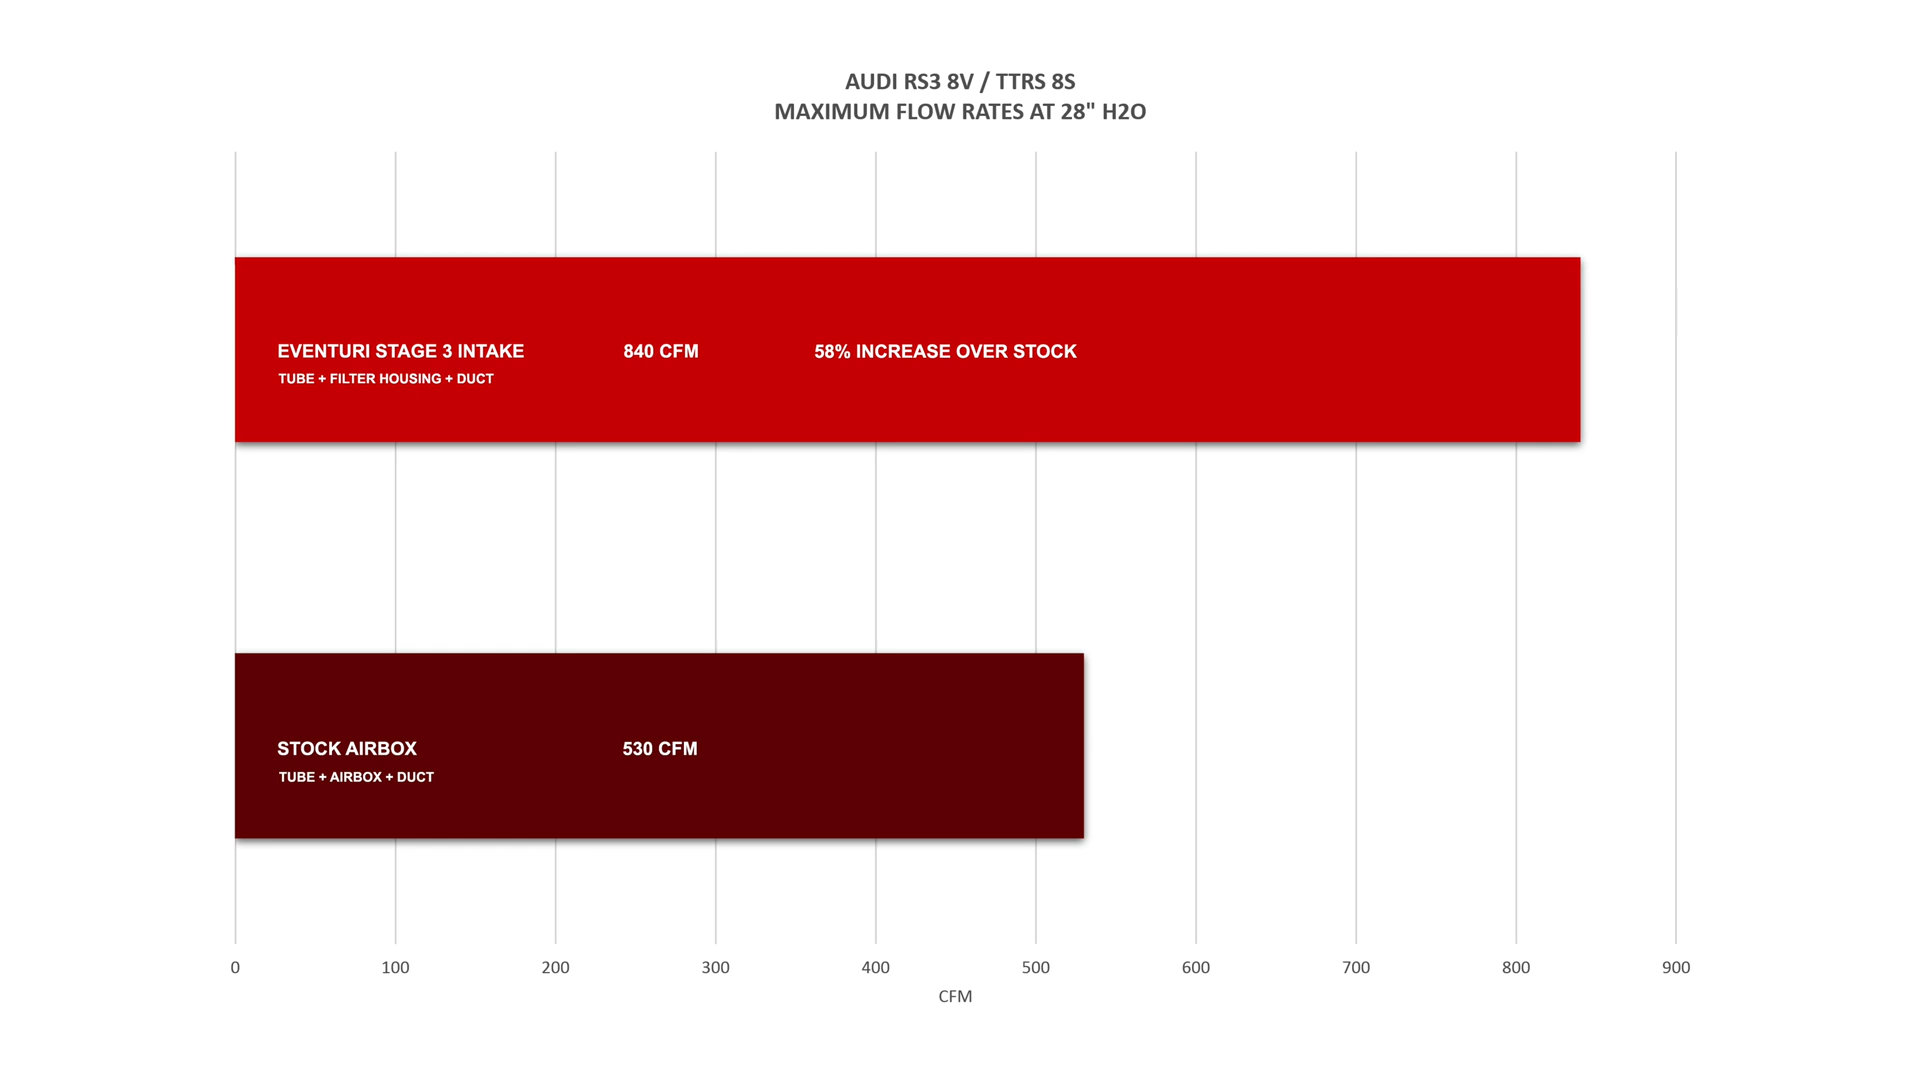 AUDI RS3 8V / TTRS 8S
MAXIMUM FLOW RATES AT 28" H2O
EVENTURI STAGE 3 INTAKE 840 CFM 58% INCREASE OVER STOCK
TUBE + FILTER HOUSING + DUCT
STOCK AIRBOX 530 CFM
TUBE + AIRBOX + DUCT
0 100 200 300 400 500 600 700 800 900
CFM